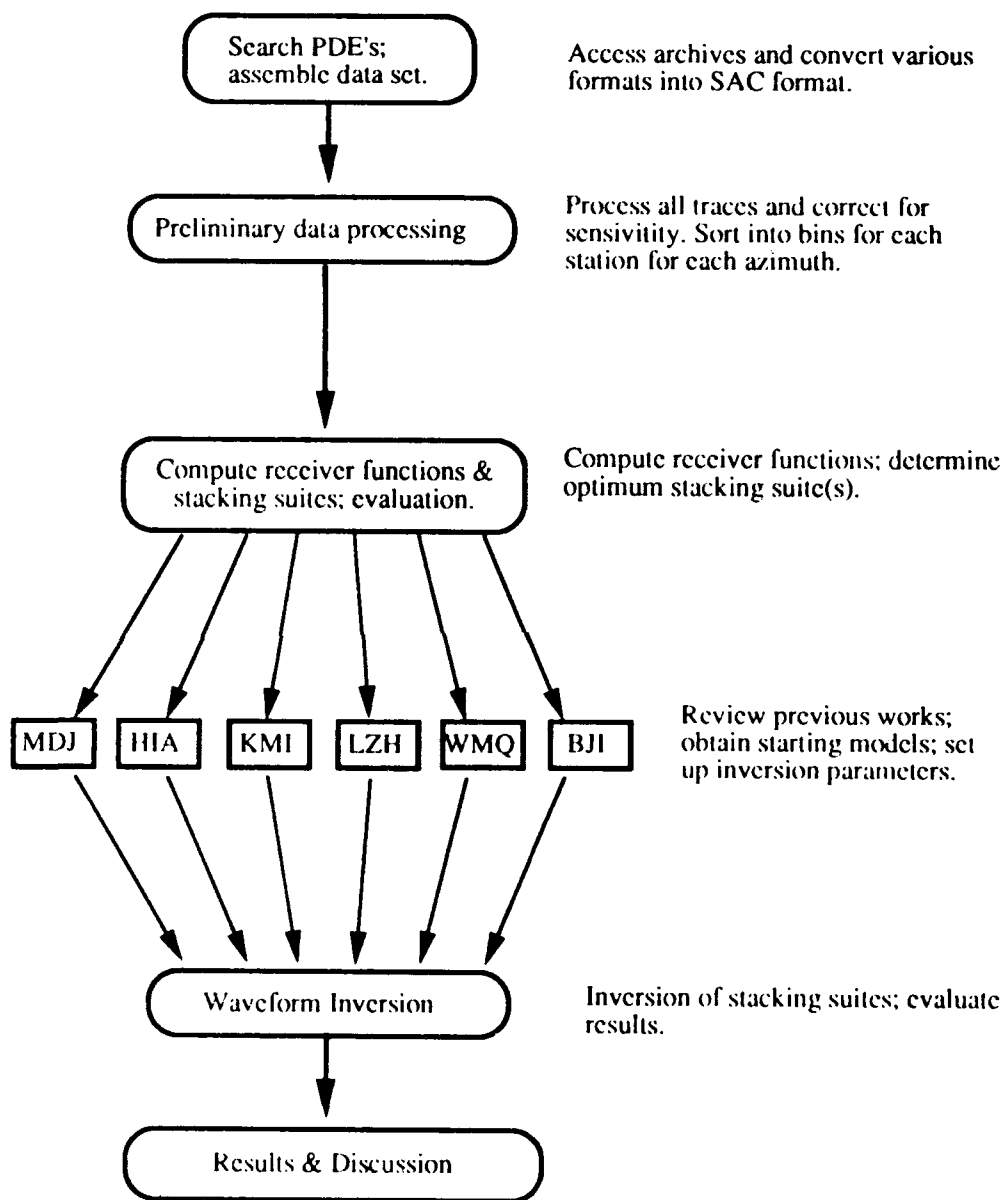 Search PDE's;
assemble data set.
Access archives and convert various
formats into SAC format.
Preliminary data processing
Process all traces and correct for
sensivitity. Sort into bins for each
station for each azimuth.
Compute receiver functions &
stacking suites; evaluation.
Compute receiver functions; determine
optimum stacking suite(s).
MDJ HIA KMI LZH WMQ BJI
Review previous works;
obtain starting models; set
up inversion parameters.
Waveform Inversion
Inversion of stacking suites; evaluate
results.
Results & Discussion